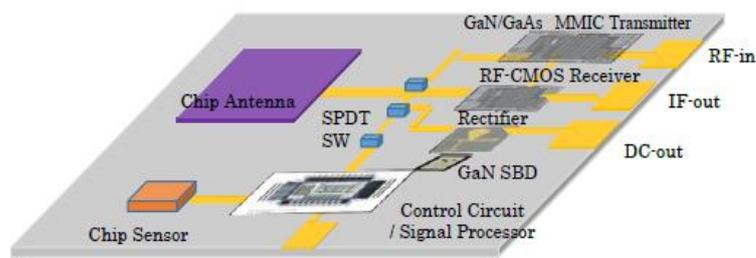 GaN/GaAs MMIC Transmitter
RF-in
RF-CMOS Receiver
Chip Antenna
IF-out
SPDT
SW
Rectifier
DC-out
GaN SBD
Control Circuit
/ Signal Processor
Chip Sensor